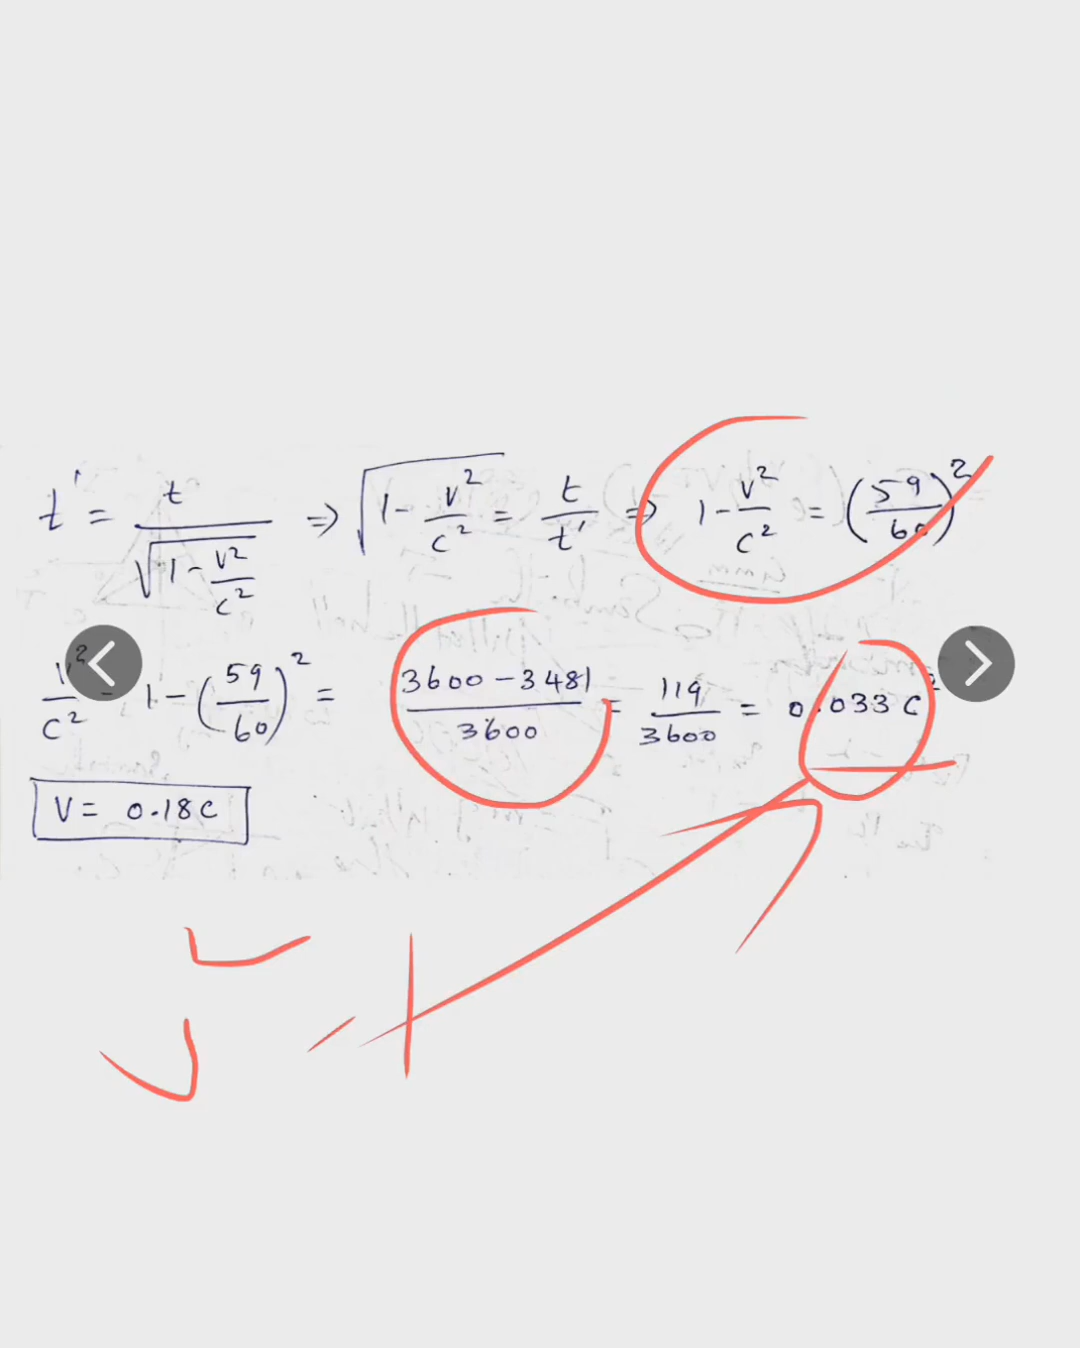 t' = t / √(1 - v²/c²) ⇒ √(1 - v²/c²) = t/t' ⇒ 1 - v²/c² = (59/60)²
v²/c² = 1 - (59/60)² = (3600 - 3481)/3600 = 119/3600 = 0.033 c²
V = 0.18 c